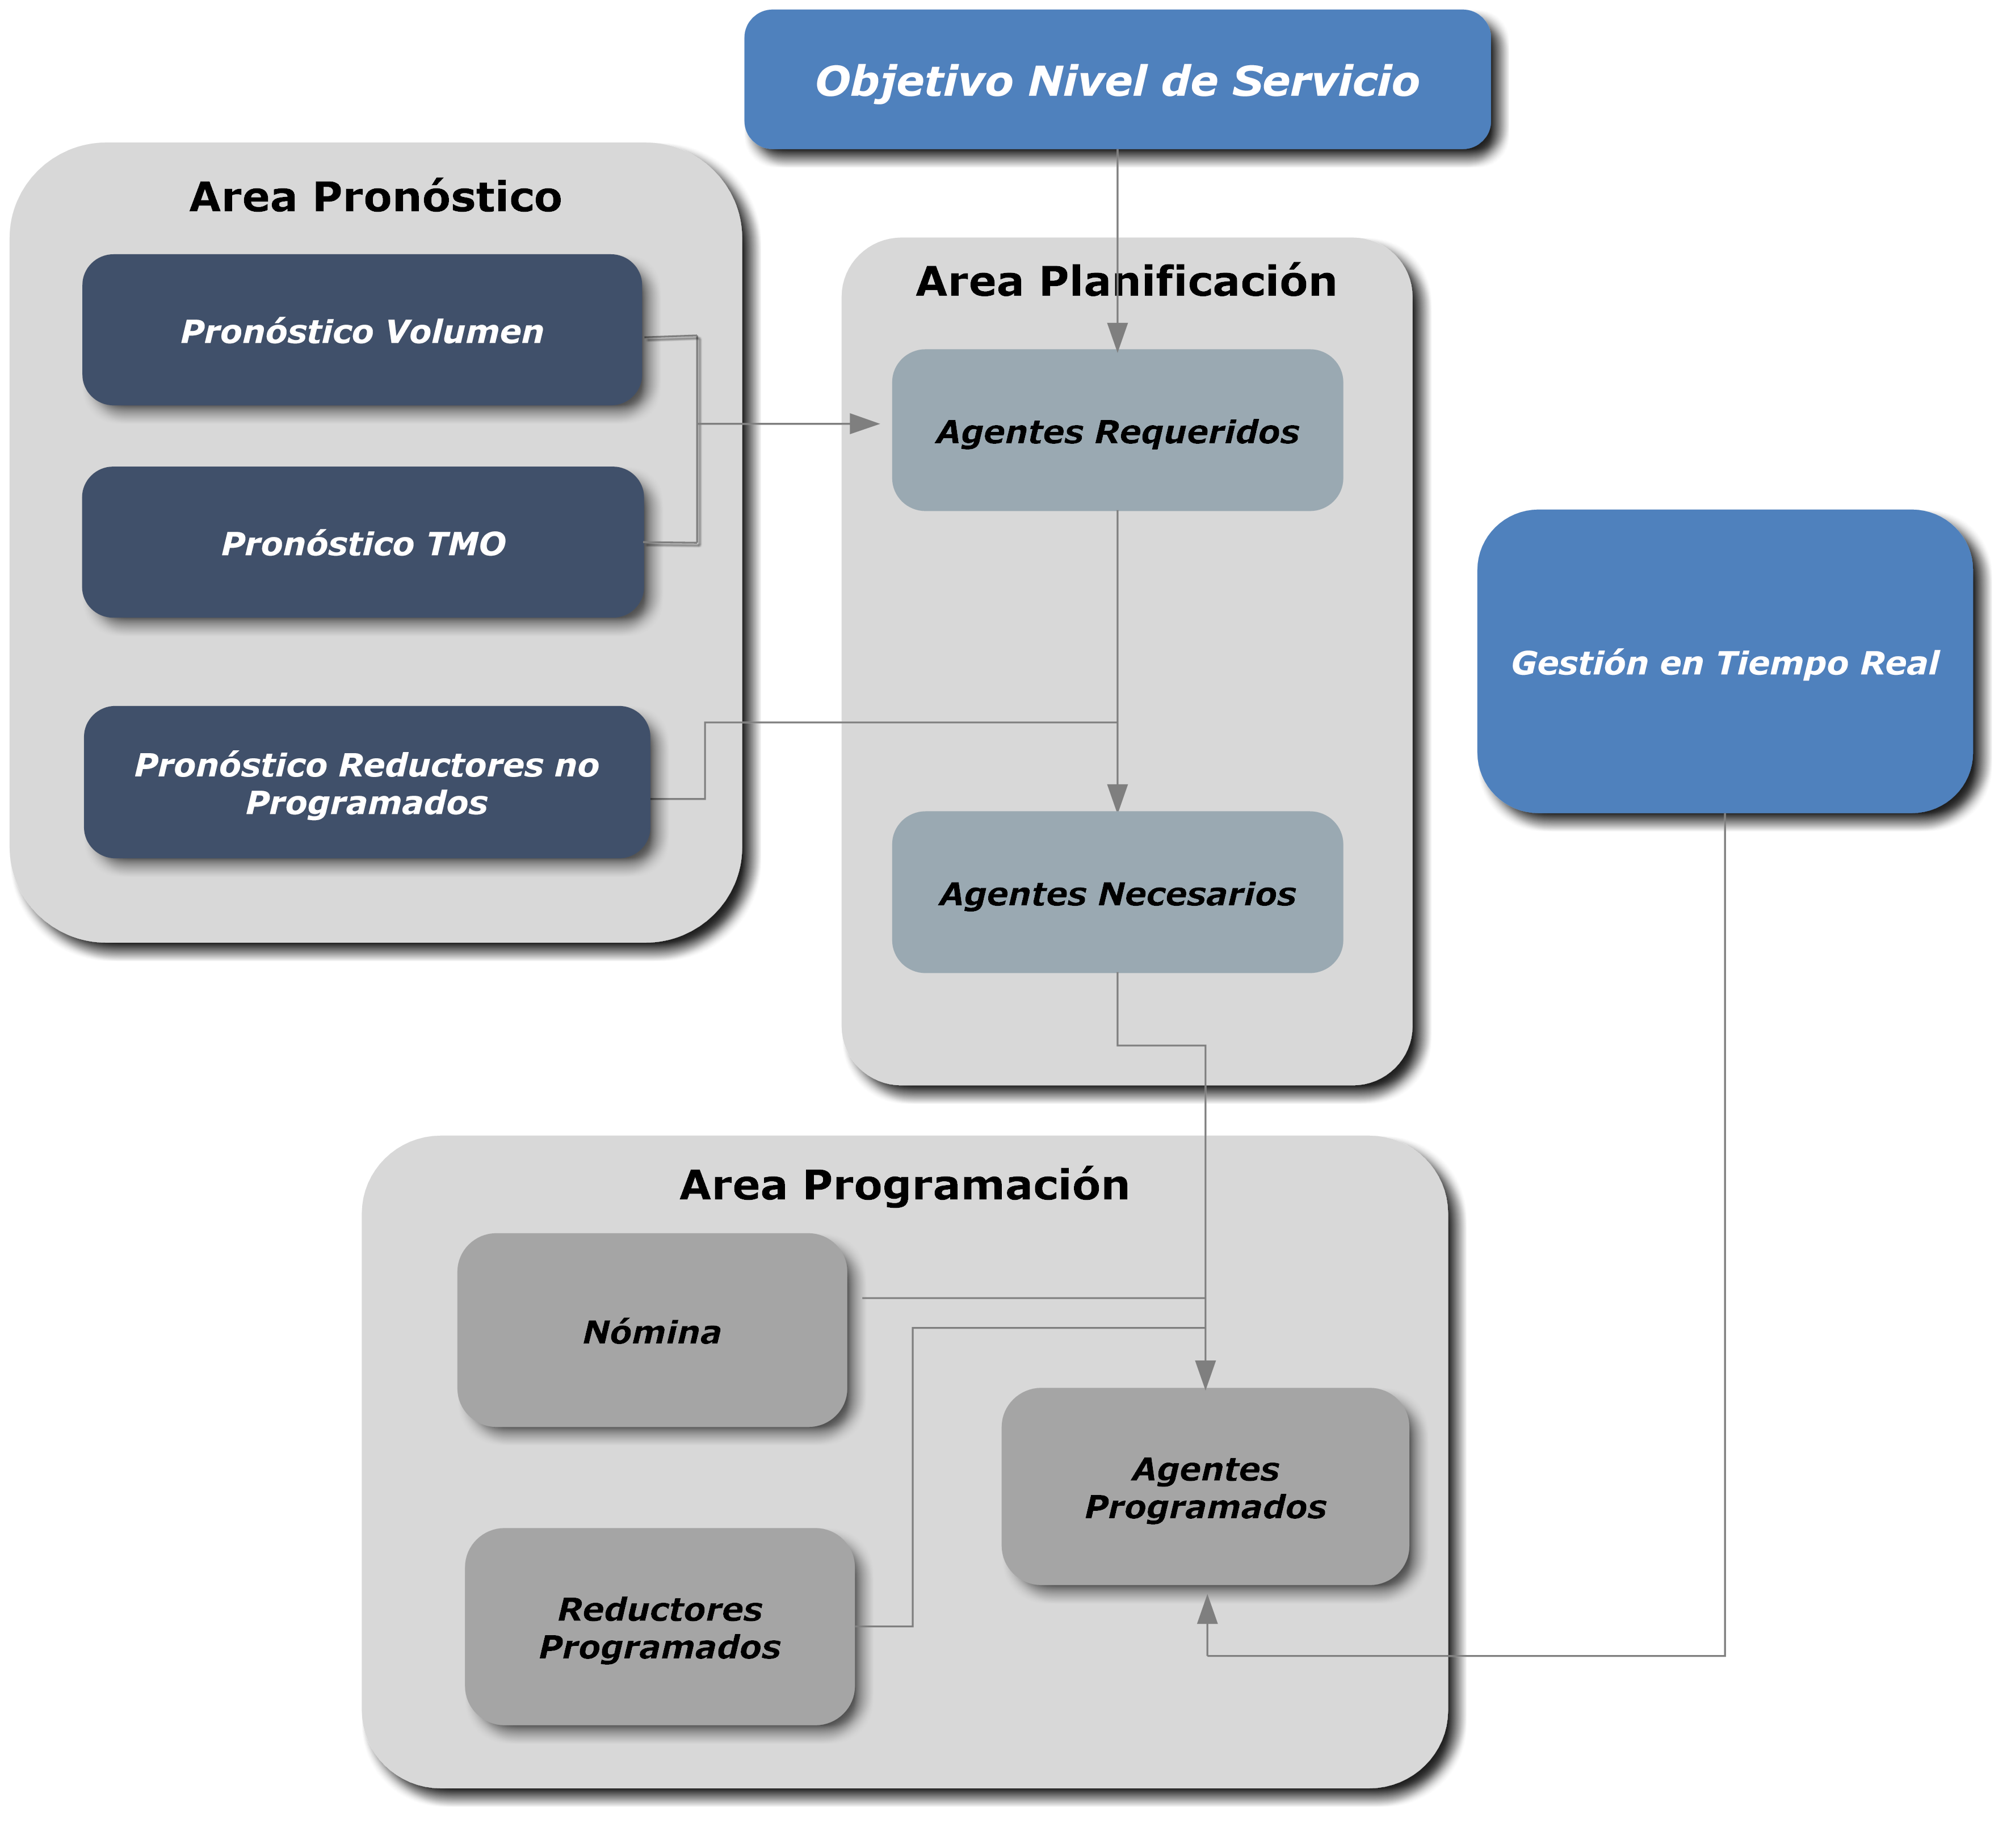 Objetivo Nivel de Servicio
Area Pronóstico
Pronóstico Volumen
Pronóstico TMO
Pronóstico Reductores no
Programados
Area Planificación
Agentes Requeridos
Agentes Necesarios
Gestión en Tiempo Real
Area Programación
Nómina
Reductores
Programados
Agentes
Programados